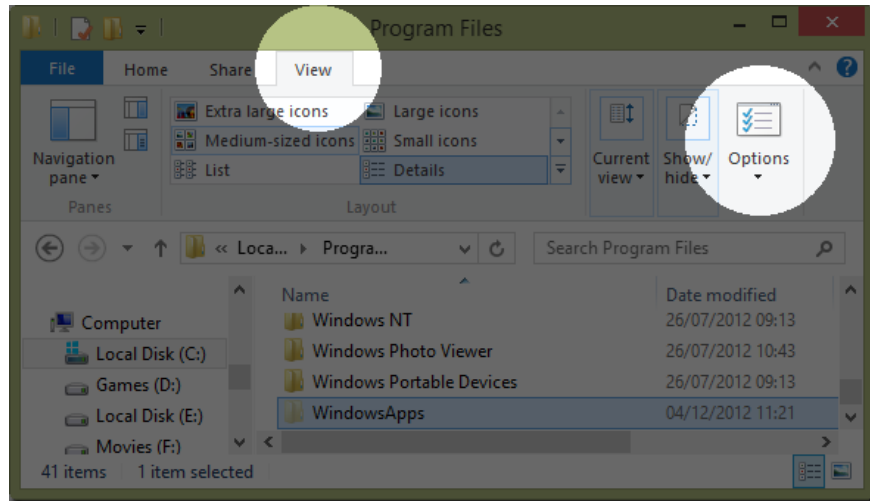 Program Files
File Home Share View
Extra large icons Large icons
Medium-sized icons Small icons
List Details
Navigation pane
Current view
Show/ hide
Options
Panes Layout
« Loca... Progra... Search Program Files
Name Date modified
Computer
Local Disk (C:)
Games (D:)
Local Disk (E:)
Movies (F:)
Windows NT 26/07/2012 09:13
Windows Photo Viewer 26/07/2012 10:43
Windows Portable Devices 26/07/2012 09:13
WindowsApps 04/12/2012 11:21
41 items 1 item selected